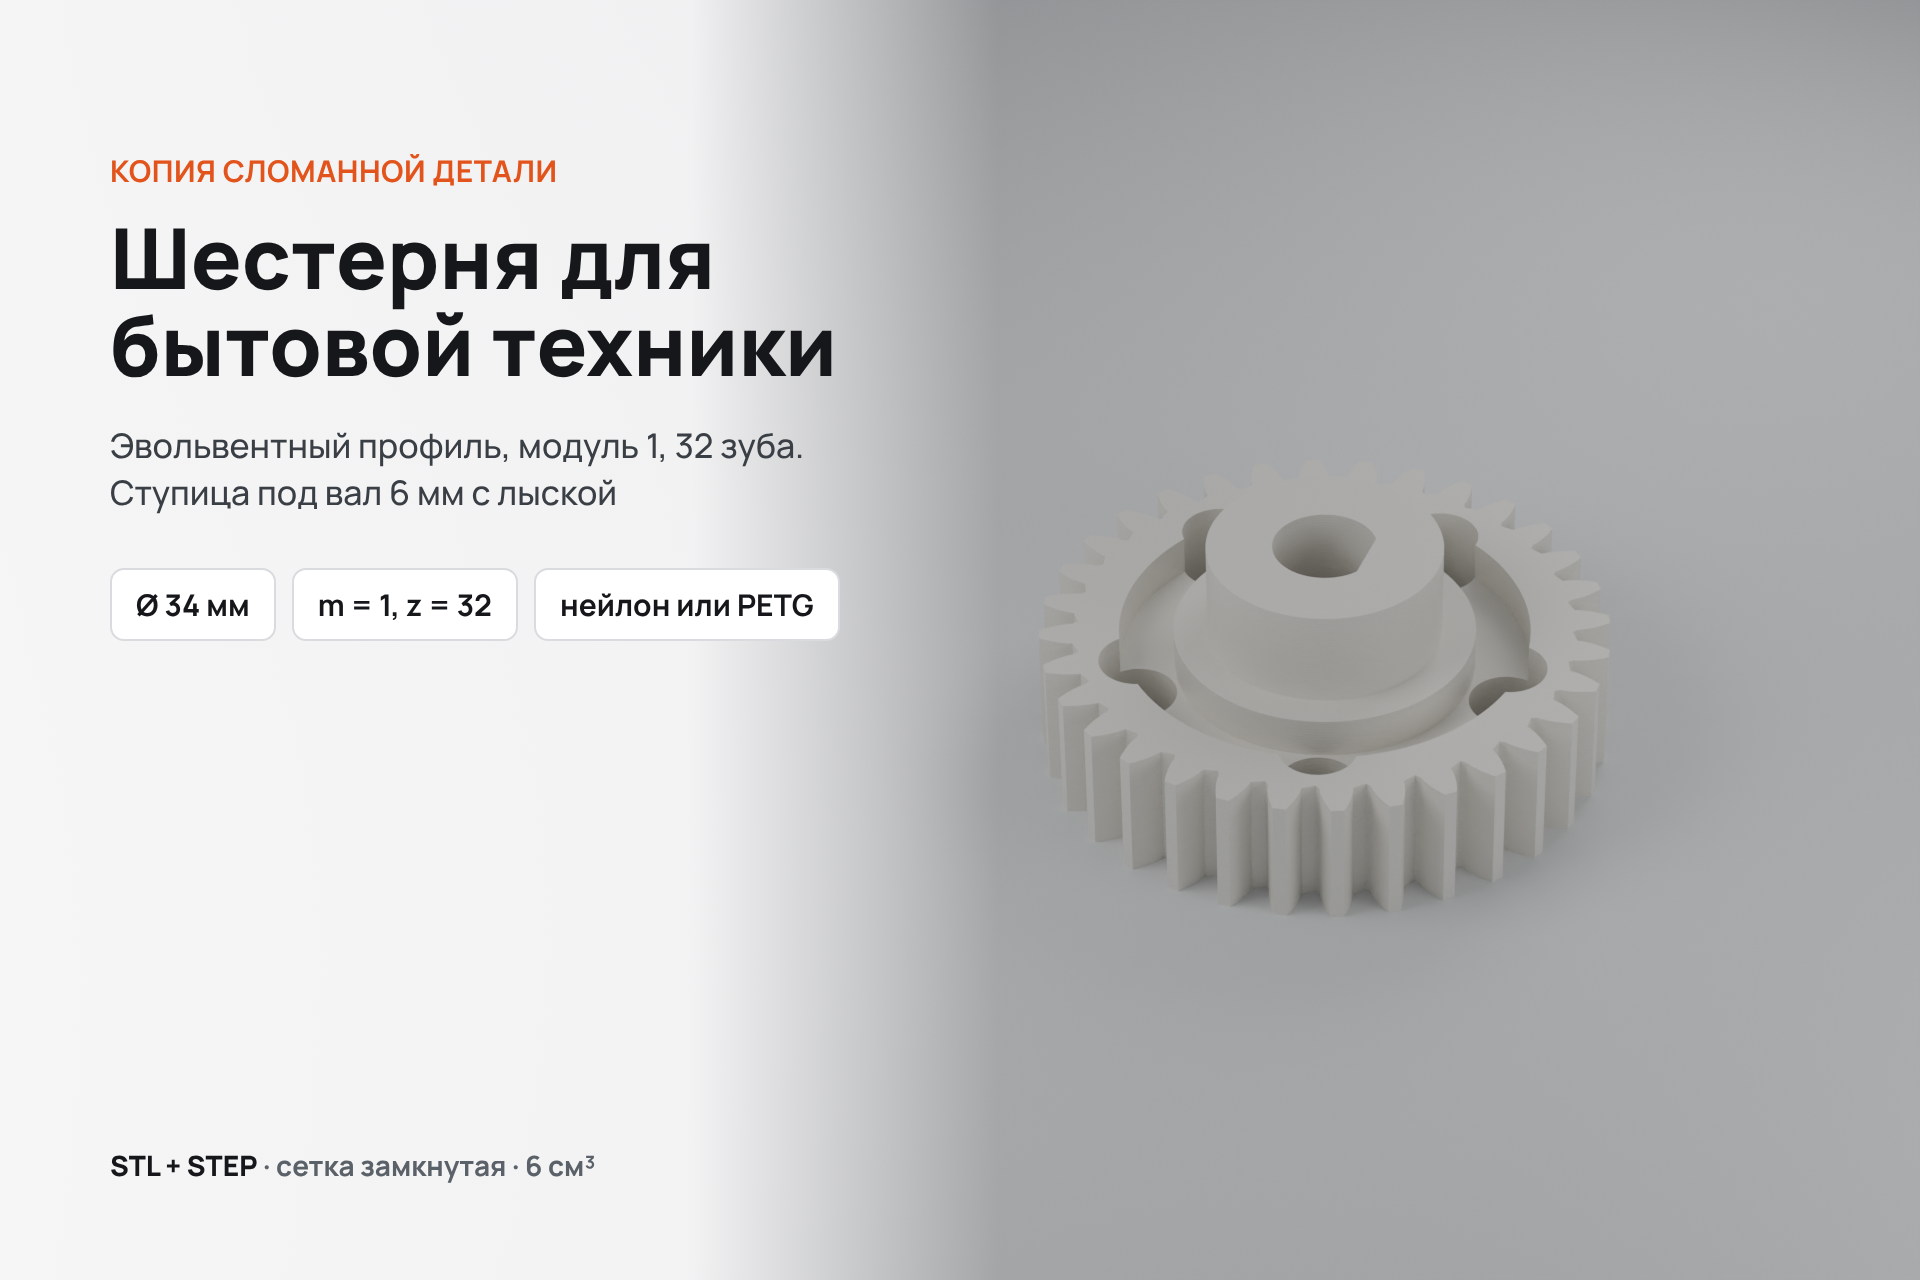 КОПИЯ СЛОМАННОЙ ДЕТАЛИ
Шестерня для
бытовой техники
Эвольвентный профиль, модуль 1, 32 зуба.
Ступица под вал 6 мм с лыской
Ø 34 мм
m = 1, z = 32
нейлон или PETG
STL + STEP · сетка замкнутая · 6 см³